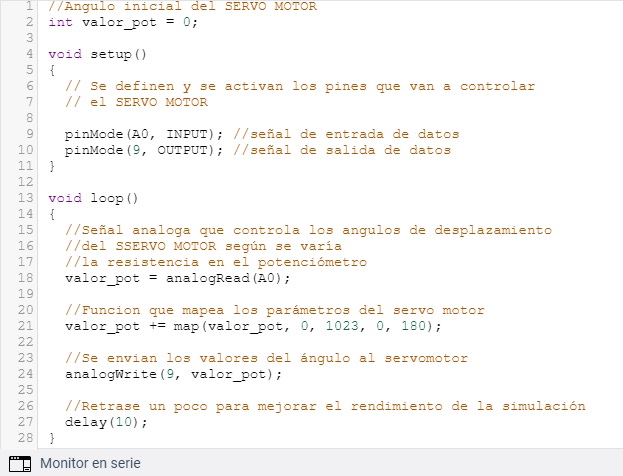 1 //Angulo inicial del SERVO MOTOR
2 int valor_pot = 0;
3
4 void setup()
5 {
6 // Se definen y se activan los pines que van a controlar
7 // el SERVO MOTOR
8
9 pinMode(A0, INPUT); //señal de entrada de datos
10 pinMode(9, OUTPUT); //señal de salida de datos
11 }
12
13 void loop()
14 {
15 //Señal analoga que controla los angulos de desplazamiento
16 //del SSERVO MOTOR según se varía
17 //la resistencia en el potenciómetro
18 valor_pot = analogRead(A0);
19
20 //Funcion que mapea los parámetros del servo motor
21 valor_pot += map(valor_pot, 0, 1023, 0, 180);
22
23 //Se envian los valores del ángulo al servomotor
24 analogWrite(9, valor_pot);
25
26 //Retrase un poco para mejorar el rendimiento de la simulación
27 delay(10);
28 }
Monitor en serie